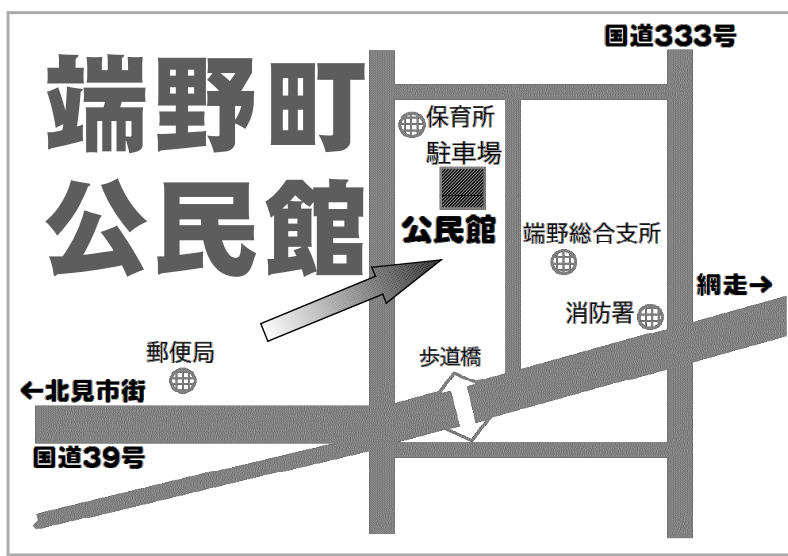 国道333号
端野町
公民館
保育所
駐車場
公民館
端野総合支所
網走→
消防署
郵便局
歩道橋
←北見市街
国道39号